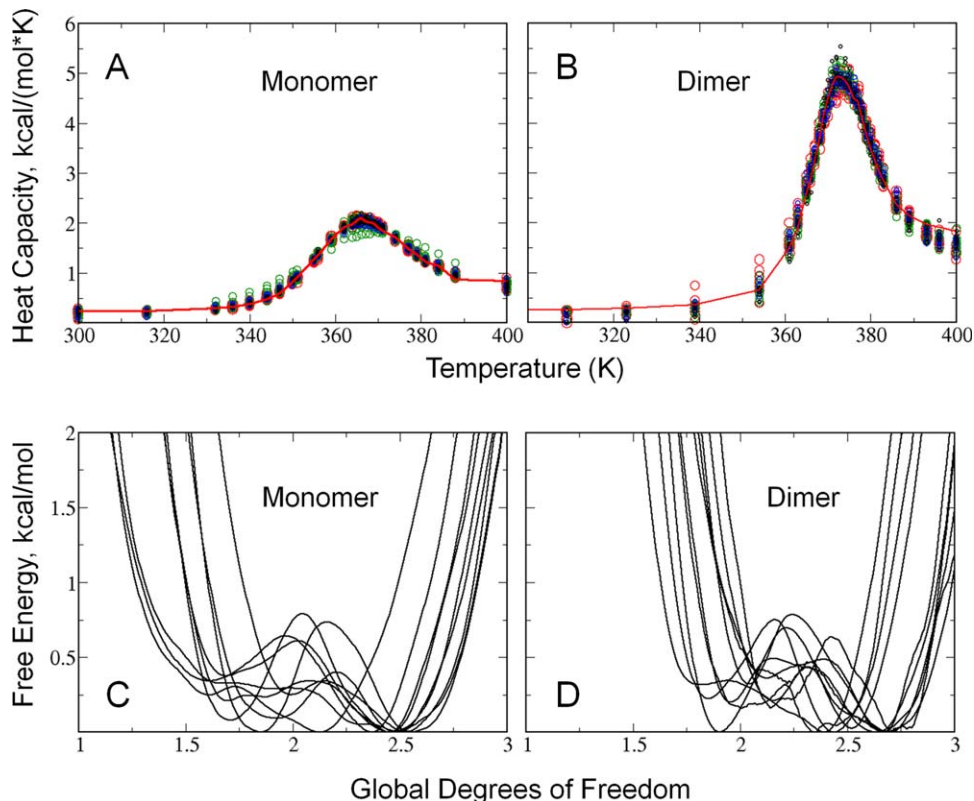 A
Monomer
B
Dimer
Heat Capacity, kcal/(mol*K)
6
5
4
3
2
1
300 320 340 360 380 400
320 340 360 380 400
Temperature (K)
2
1.5
1
0.5
Free Energy, kcal/mol
Monomer
Dimer
C
D
1 1.5 2 2.5 3
1 1.5 2 2.5 3
Global Degrees of Freedom